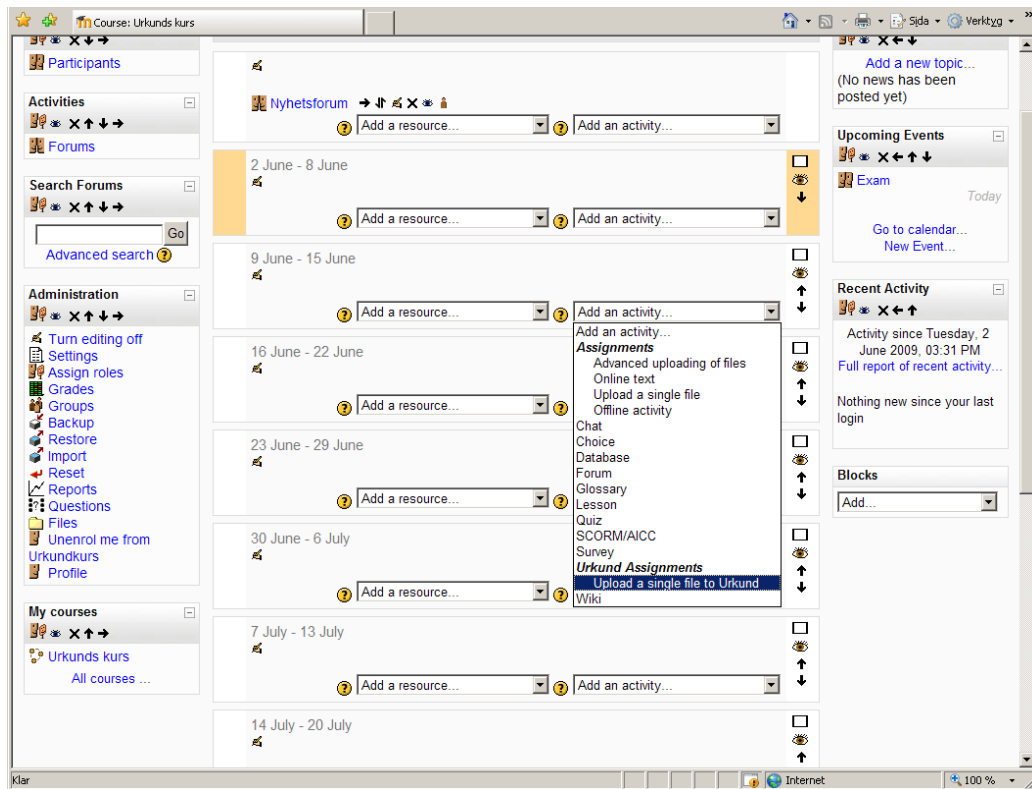 Course: Urkunds kurs
Sida
Verktyg
Participants
Activities
Forums
Search Forums
Go
Advanced search
Administration
Turn editing off
Settings
Assign roles
Grades
Groups
Backup
Restore
Import
Reset
Reports
Questions
Files
Unenrol me from
Urkundkurs
Profile
My courses
Urkunds kurs
All courses ...
Nyhetsforum
Add a resource...
Add an activity...
2 June - 8 June
Add a resource...
Add an activity...
9 June - 15 June
Add a resource...
Add an activity...
Add an activity...
Assignments
Advanced uploading of files
Online text
Upload a single file
Offline activity
Chat
Choice
Database
Forum
Glossary
Lesson
Quiz
SCORM/AICC
Survey
Urkund Assignments
Upload a single file to Urkund
Wiki
16 June - 22 June
Add a resource...
23 June - 29 June
Add a resource...
30 June - 6 July
Add a resource...
7 July - 13 July
Add a resource...
Add an activity...
14 July - 20 July
Add a new topic...
(No news has been
posted yet)
Upcoming Events
Exam
Today
Go to calendar...
New Event...
Recent Activity
Activity since Tuesday, 2
June 2009, 03:31 PM
Full report of recent activity...
Nothing new since your last
login
Blocks
Add...
Klar
Internet
100 %